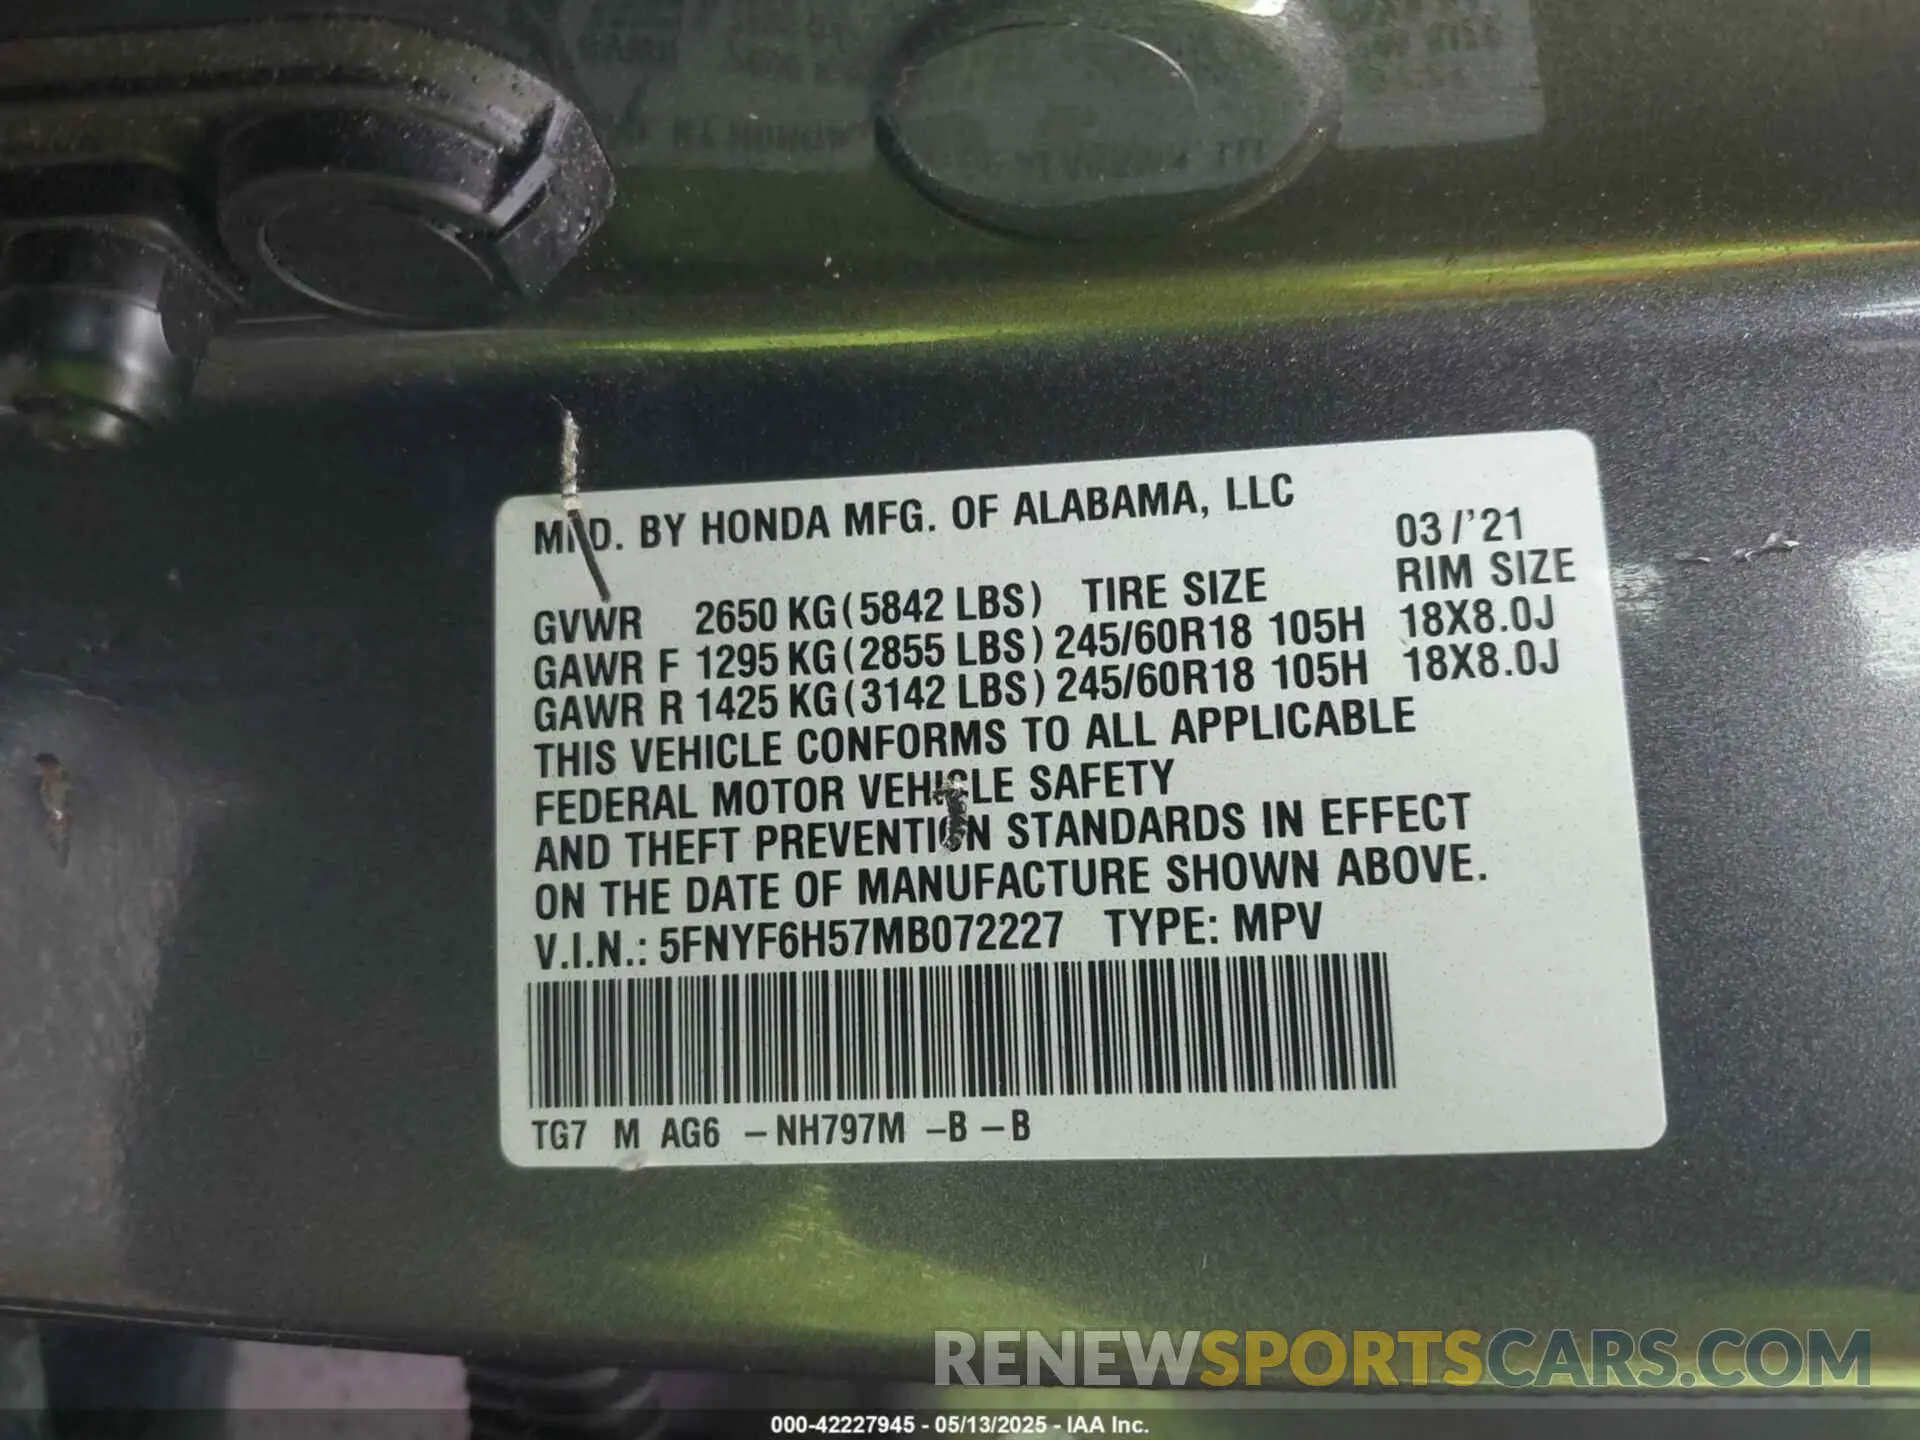 MFD. BY HONDA MFG. OF ALABAMA, LLC
03/'21
GVWR 2650 KG (5842 LBS) TIRE SIZE RIM SIZE
GAWR F 1295 KG (2855 LBS) 245/60R18 105H 18X8.0J
GAWR R 1425 KG (3142 LBS) 245/60R18 105H 18X8.0J
THIS VEHICLE CONFORMS TO ALL APPLICABLE
FEDERAL MOTOR VEHICLE SAFETY
AND THEFT PREVENTION STANDARDS IN EFFECT
ON THE DATE OF MANUFACTURE SHOWN ABOVE.
V.I.N.: 5FNYF6H57MB072227 TYPE: MPV
TG7 M AG6 -NH797M -B -B
RENEWSPORTSCARS.COM
000-42227945 - 05/13/2025 - IAA Inc.